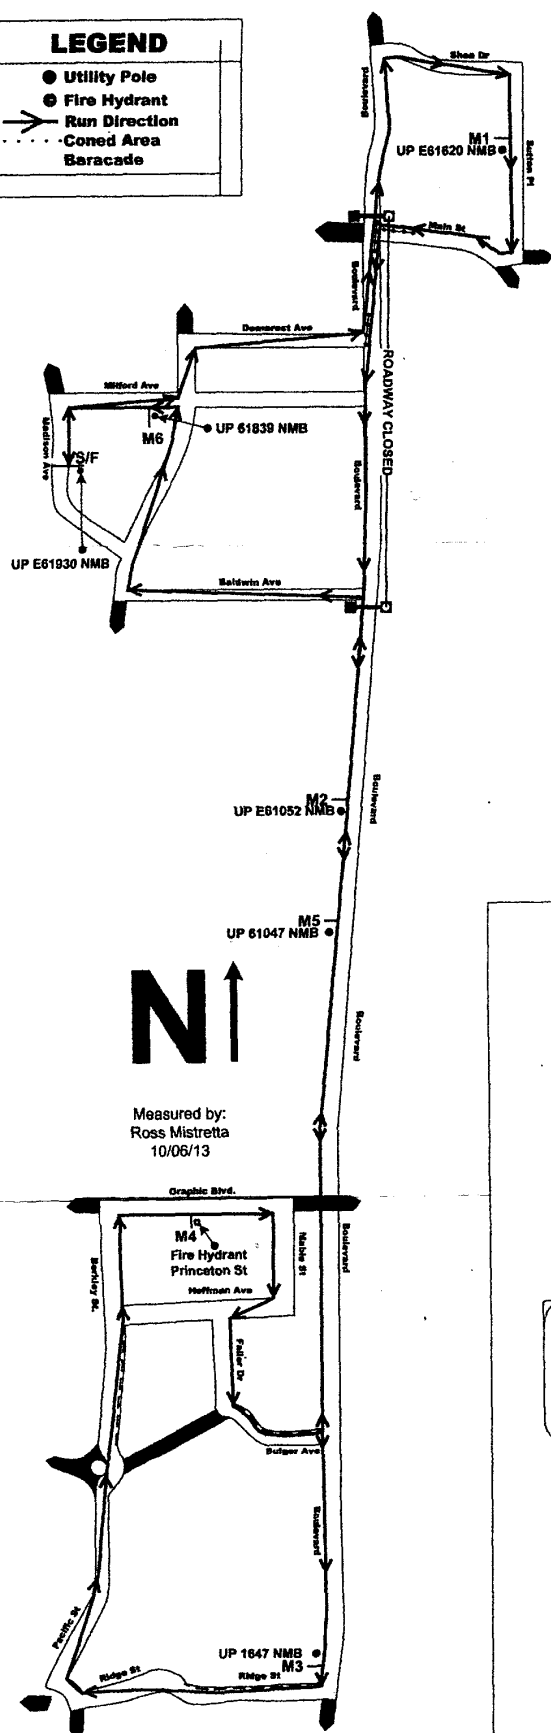 LEGEND
Utility Pole
Fire Hydrant
Run Direction
Coned Area
Baracade
Shea Dr
Boulevard
M1
UP E61620 NMB
Sutton Pl
Main St
Boulevard
Demarest Ave
ROADWAY CLOSED
Milford Ave
Madison Ave
M6
UP 61839 NMB
S/F
Boulevard
UP E61930 NMB
Baldwin Ave
M2
UP E61052 NMB
Boulevard
M5
UP 61047 NMB
N
Boulevard
Measured by:
Ross Mistretta
10/06/13
Graphic Blvd.
M4
Fire Hydrant
Princeton St
Berkley St.
Mable St
Boulevard
Hoffman Ave
Faller Dr
Bulger Ave
Boulevard
Pacific St
UP 1647 NMB
M3
Ridge St
Ridge St